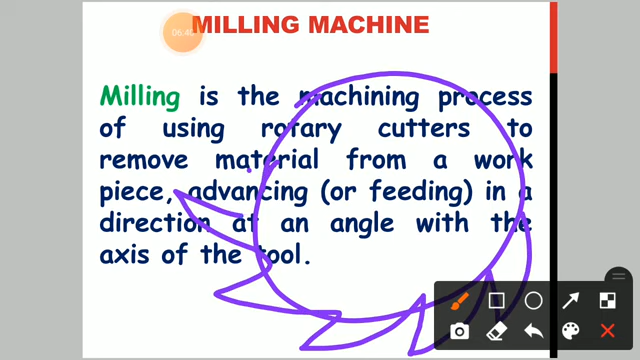 MILLING MACHINE
Milling is the machining process
of using rotary cutters to
remove material from a work
piece, advancing (or feeding) in a
direction at an angle with the
axis of the tool.